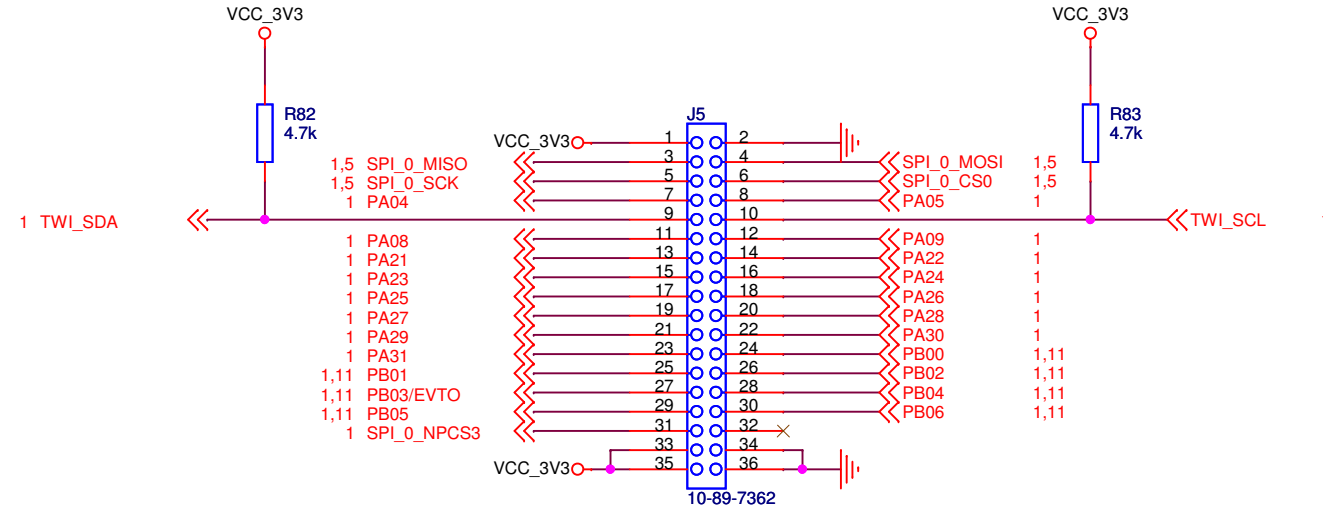 VCC_3V3 VCC_3V3
R82 J5 R83
4.7k 4.7k
VCC_3V3 1 2
1,5 SPI_0_MISO 3 4 SPI_0_MOSI 1,5
1,5 SPI_0_SCK 5 6 SPI_0_CS0 1,5
1 PA04 7 8 PA05 1
1 TWI_SDA 9 10 TWI_SCL
1 PA08 11 12 PA09 1
1 PA21 13 14 PA22 1
1 PA23 15 16 PA24 1
1 PA25 17 18 PA26 1
1 PA27 19 20 PA28 1
1 PA29 21 22 PA30 1
1 PA31 23 24 PB00 1,11
1,11 PB01 25 26 PB02 1,11
1,11 PB03/EVTO 27 28 PB04 1,11
1,11 PB05 29 30 PB06 1,11
1 SPI_0_NPCS3 31 32
33 34
VCC_3V3 35 36
10-89-7362